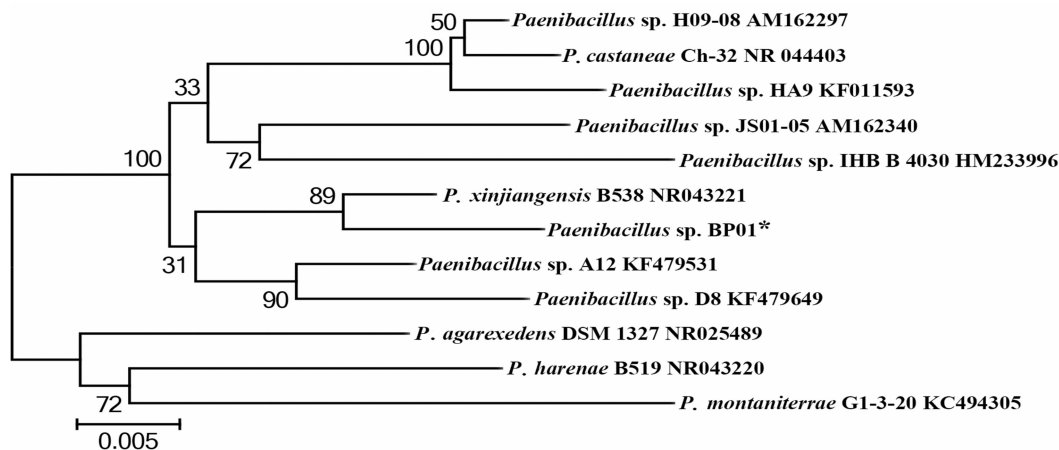 50
Paenibacillus sp. H09-08 AM162297
100
P. castaneae Ch-32 NR 044403
33
Paenibacillus sp. HA9 KF011593
Paenibacillus sp. JS01-05 AM162340
100
72
Paenibacillus sp. IHB B 4030 HM233996
89
P. xinjiangensis B538 NR043221
Paenibacillus sp. BP01*
31
Paenibacillus sp. A12 KF479531
90
Paenibacillus sp. D8 KF479649
P. agarexedens DSM 1327 NR025489
P. harenae B519 NR043220
72
P. montaniterrae G1-3-20 KC494305
0.005